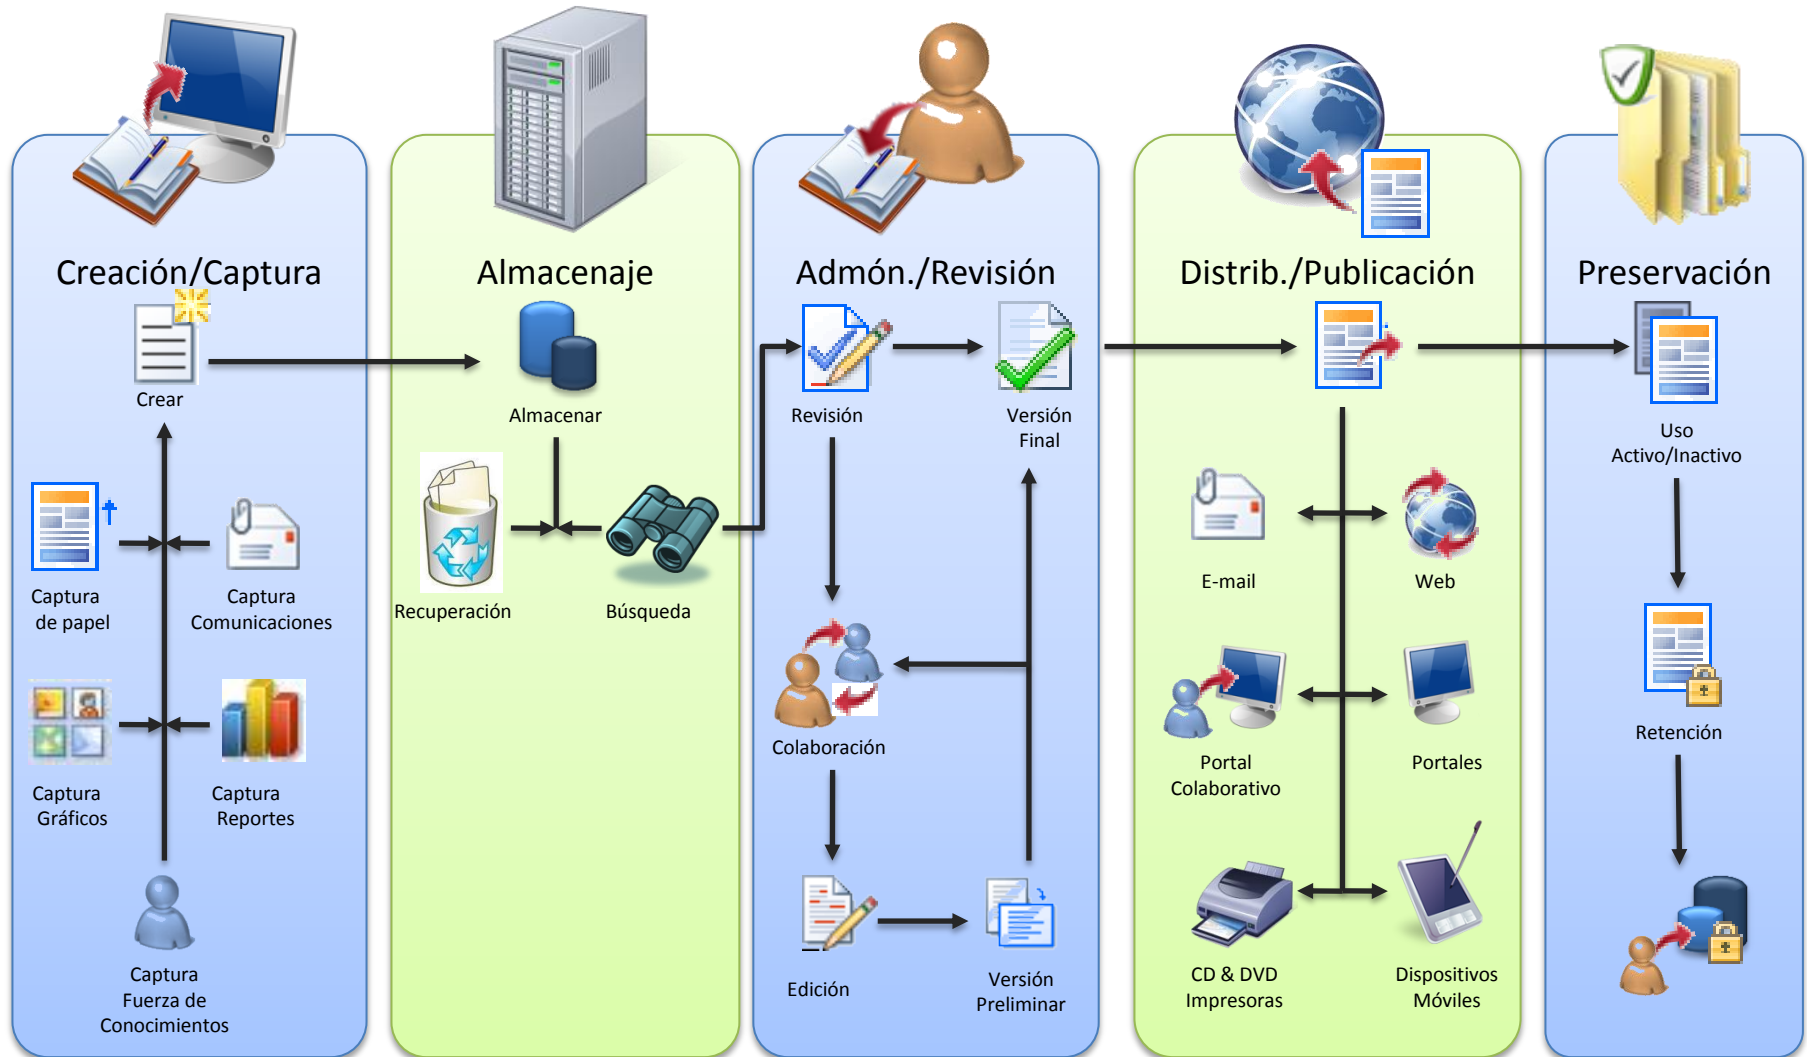 Creación/Captura
Crear
Captura
de papel
Captura
Comunicaciones
Captura
Gráficos
Captura
Reportes
Captura
Fuerza de
Conocimientos
Almacenaje
Almacenar
Recuperación
Búsqueda
Admón./Revisión
Revisión
Versión
Final
Colaboración
Edición
Versión
Preliminar
Distrib./Publicación
E-mail
Web
Portal
Colaborativo
Portales
CD & DVD
Impresoras
Dispositivos
Móviles
Preservación
Uso
Activo/Inactivo
Retención